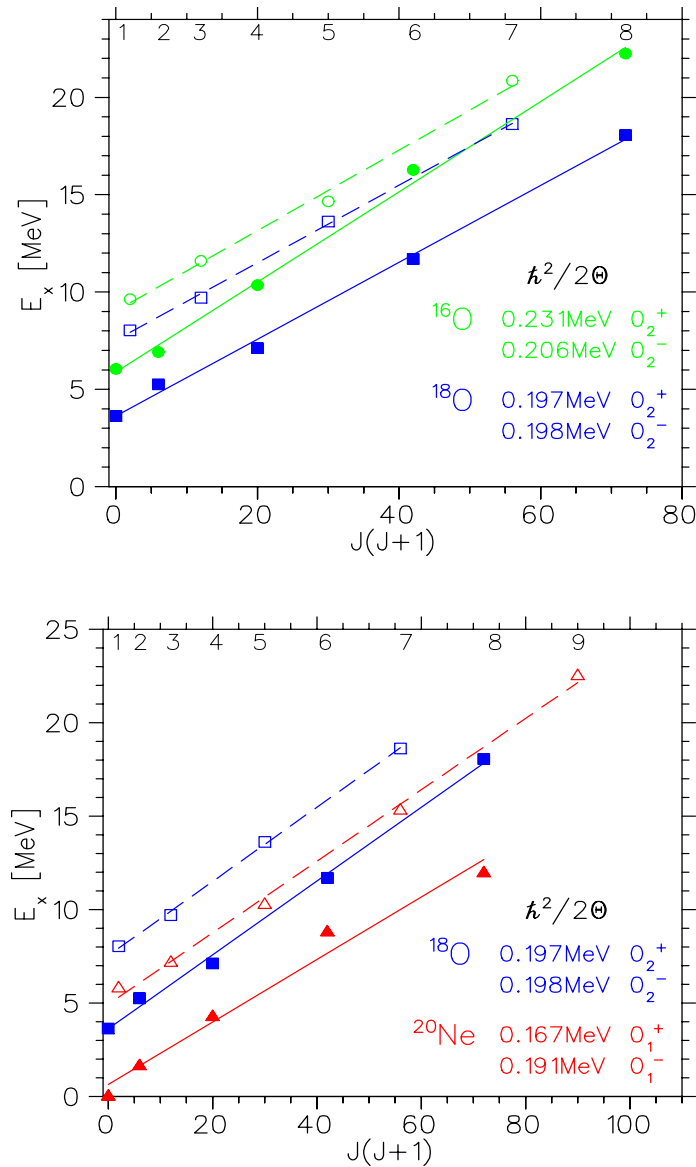 1 2 3 4 5 6 7 8
20
15
10
5
0
E_x [MeV]
ℏ²/2Θ
¹⁶O 0.231MeV 0₂⁺
0.206MeV 0₂⁻
¹⁸O 0.197MeV 0₂⁺
0.198MeV 0₂⁻
0 20 40 60 80
J(J+1)
1 2 3 4 5 6 7 8 9
25
20
15
10
5
0
E_x [MeV]
ℏ²/2Θ
¹⁸O 0.197MeV 0₂⁺
0.198MeV 0₂⁻
²⁰Ne 0.167MeV 0₁⁺
0.191MeV 0₁⁻
0 20 40 60 80 100
J(J+1)